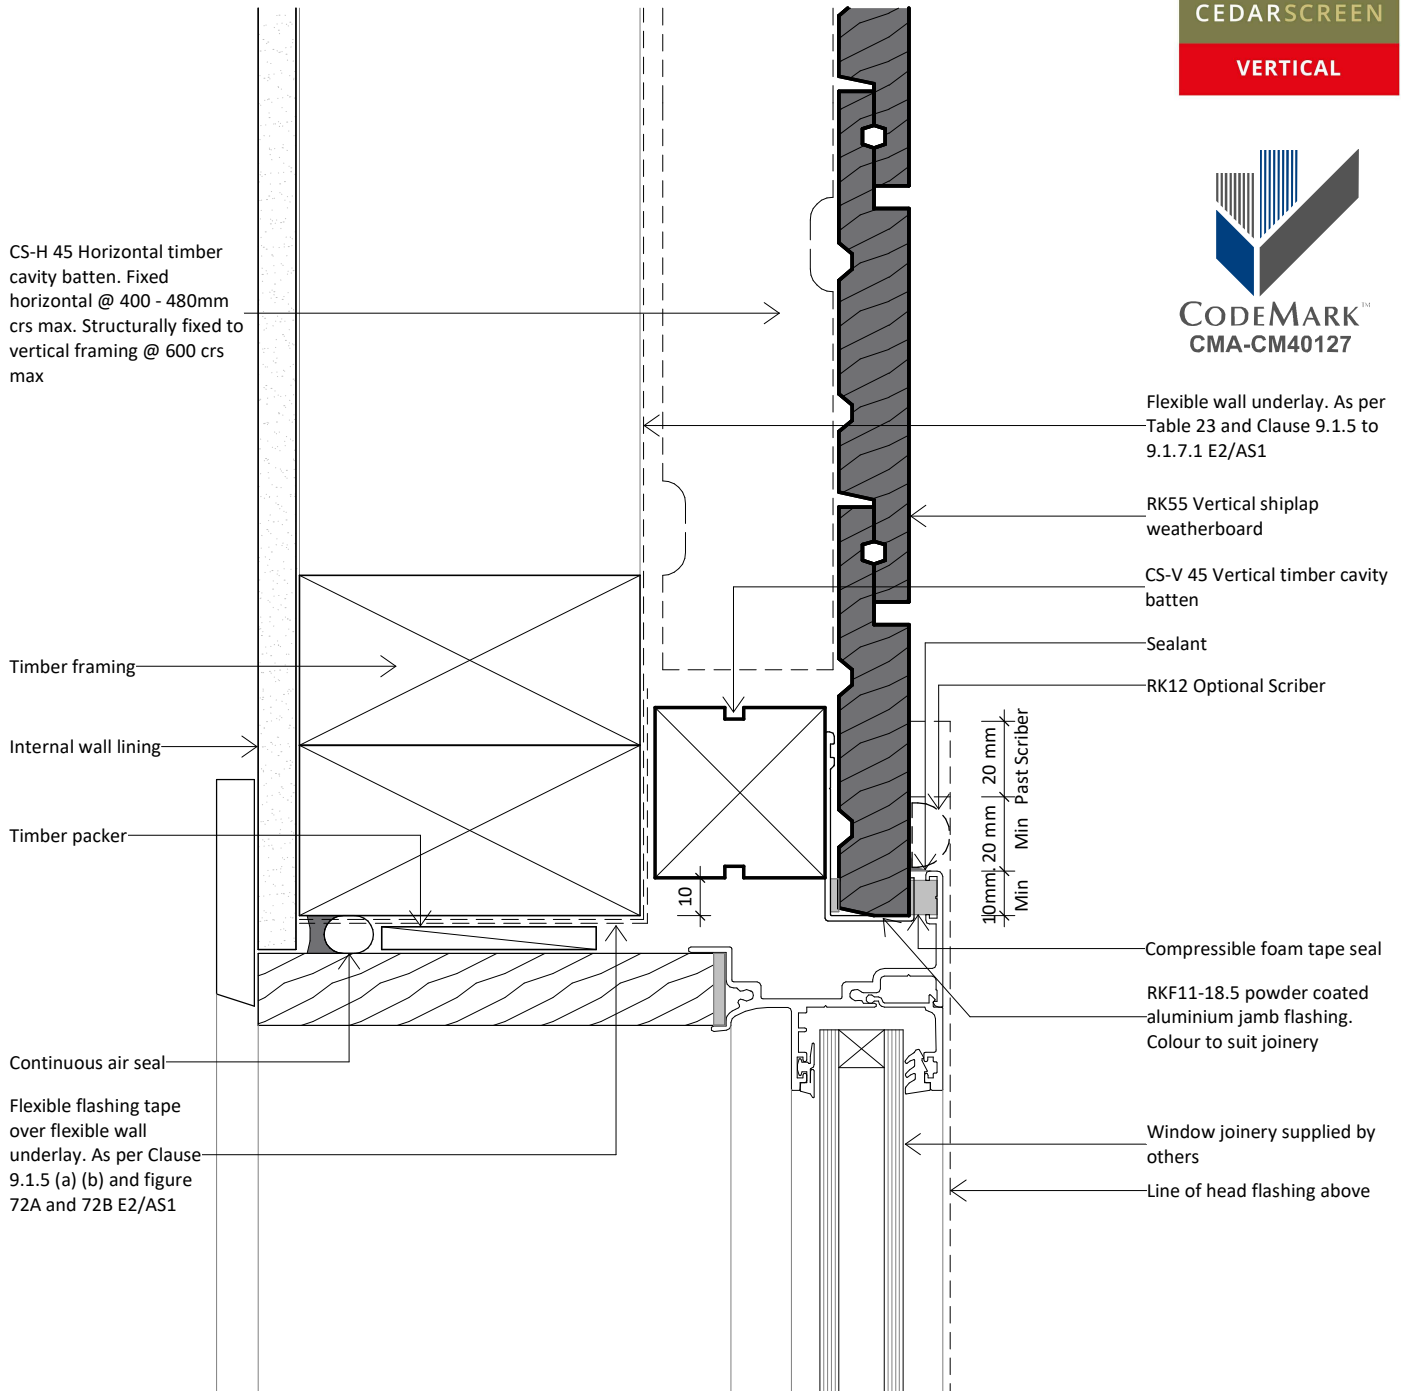 CEDARSCREEN
VERTICAL
CODEMARK™
CMA-CM40127
CS-H 45 Horizontal timber
cavity batten. Fixed
horizontal @ 400 - 480mm
crs max. Structurally fixed to
vertical framing @ 600 crs
max
Timber framing
Internal wall lining
Timber packer
Continuous air seal
Flexible flashing tape
over flexible wall
underlay. As per Clause
9.1.5 (a) (b) and figure
72A and 72B E2/AS1
10
10mm
Min
20 mm
Min
20 mm
Past Scriber
Flexible wall underlay. As per
Table 23 and Clause 9.1.5 to
9.1.7.1 E2/AS1
RK55 Vertical shiplap
weatherboard
CS-V 45 Vertical timber cavity
batten
Sealant
RK12 Optional Scriber
Compressible foam tape seal
RKF11-18.5 powder coated
aluminium jamb flashing.
Colour to suit joinery
Window joinery supplied by
others
Line of head flashing above